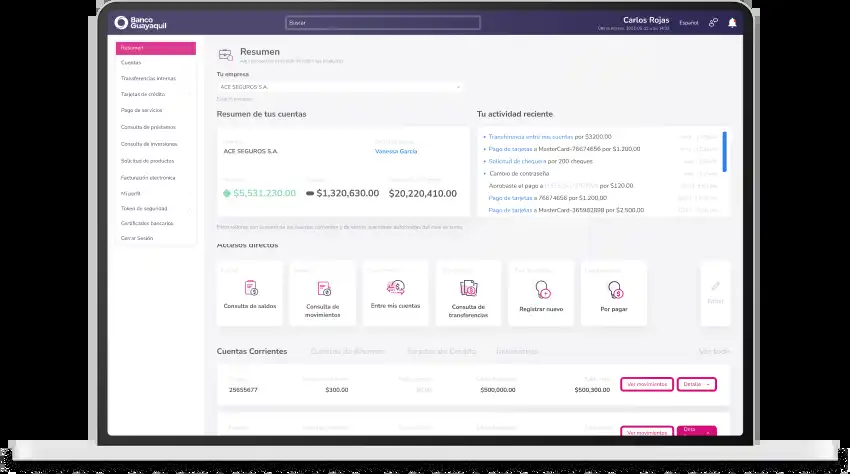 Banco
Guayaquil
Buscar
Carlos Rojas
Español
Resumen
Cuentas
Transferencias internas
Tarjetas de crédito
Pago de servicios
Consulta de préstamos
Consulta de inversiones
Solicitud de productos
Facturación electrónica
Mi perfil
Token de seguridad
Certificados bancarios
Cerrar Sesión
Resumen
Tu empresa
ACE SEGUROS S.A.
Resumen de tus cuentas
ACE SEGUROS S.A.
Vanessa García
$5,531,230.00
$1,320,630.00
$20,220,410.00
Tu actividad reciente
Transferencia entre mis cuentas por $3200.00
Pago de tarjetas a MasterCard-76674656 por $1.200,00
Solicitud de chequera por 200 cheques
Cambio de contraseña
Aprobaste el pago a
por $120.00
Pago de tarjetas a 76674656 por $1.200,00
Pago de tarjetas a MasterCard-365982898 por $2,500.00
Accesos directos
Consulta de saldos
Consulta de
movimientos
Entre mis cuentas
Consulta de
transferencias
Registrar nuevo
Por pagar
Editar
Cuentas Corrientes
Cuentas de Ahorros
Tarjetas de Crédito
Inversiones
Ver todo
25655677
$300.00
$0.00
$500,000.00
$500,300.00
Ver movimientos
Detalle
Ver movimientos
Deta